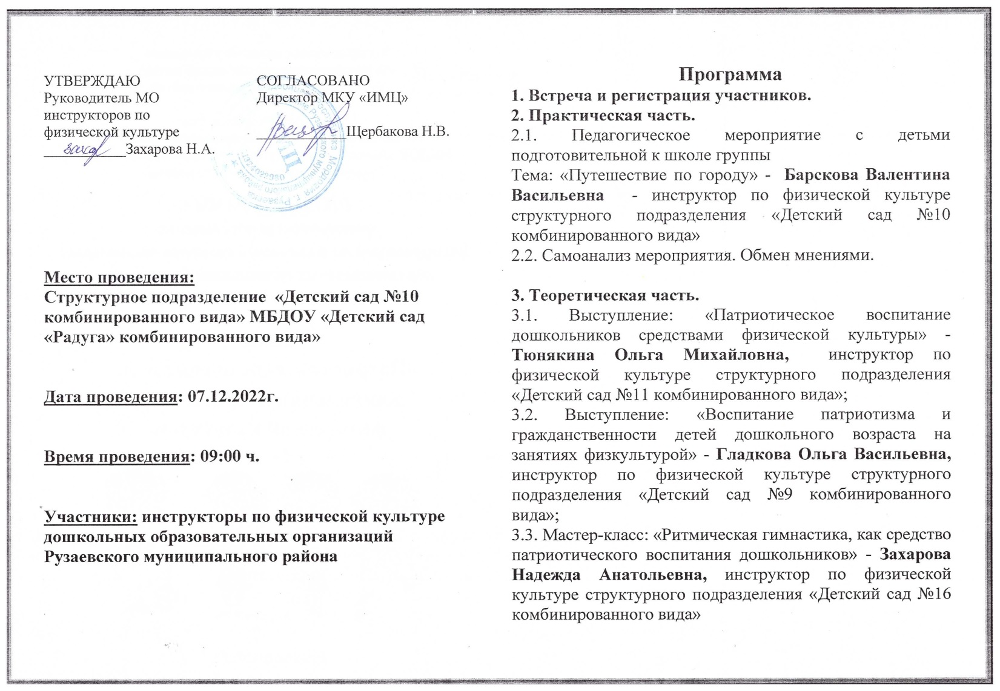 УТВЕРЖДАЮ
Руководитель МО
инструкторов по
физической культуре
__________Захарова Н.А.
СОГЛАСОВАНО
Директор МКУ «ИМЦ»
___________Щербакова Н.В.
Место проведения:
Структурное подразделение «Детский сад №10
комбинированного вида» МБДОУ «Детский сад
«Радуга» комбинированного вида»
Дата проведения: 07.12.2022г.
Время проведения: 09:00 ч.
Участники: инструкторы по физической культуре
дошкольных образовательных организаций
Рузаевского муниципального района
Программа
1. Встреча и регистрация участников.
2. Практическая часть.
2.1. Педагогическое мероприятие с детьми
подготовительной к школе группы
Тема: «Путешествие по городу» - Барскова Валентина
Васильевна - инструктор по физической культуре
структурного подразделения «Детский сад №10
комбинированного вида»
2.2. Самоанализ мероприятия. Обмен мнениями.
3. Теоретическая часть.
3.1. Выступление: «Патриотическое воспитание
дошкольников средствами физической культуры» -
Тюнякина Ольга Михайловна, инструктор по
физической культуре структурного подразделения
«Детский сад №11 комбинированного вида»;
3.2. Выступление: «Воспитание патриотизма и
гражданственности детей дошкольного возраста на
занятиях физкультурой» - Гладкова Ольга Васильевна,
инструктор по физической культуре структурного
подразделения «Детский сад №9 комбинированного
вида»;
3.3. Мастер-класс: «Ритмическая гимнастика, как средство
патриотического воспитания дошкольников» - Захарова
Надежда Анатольевна, инструктор по физической
культуре структурного подразделения «Детский сад №16
комбинированного вида»